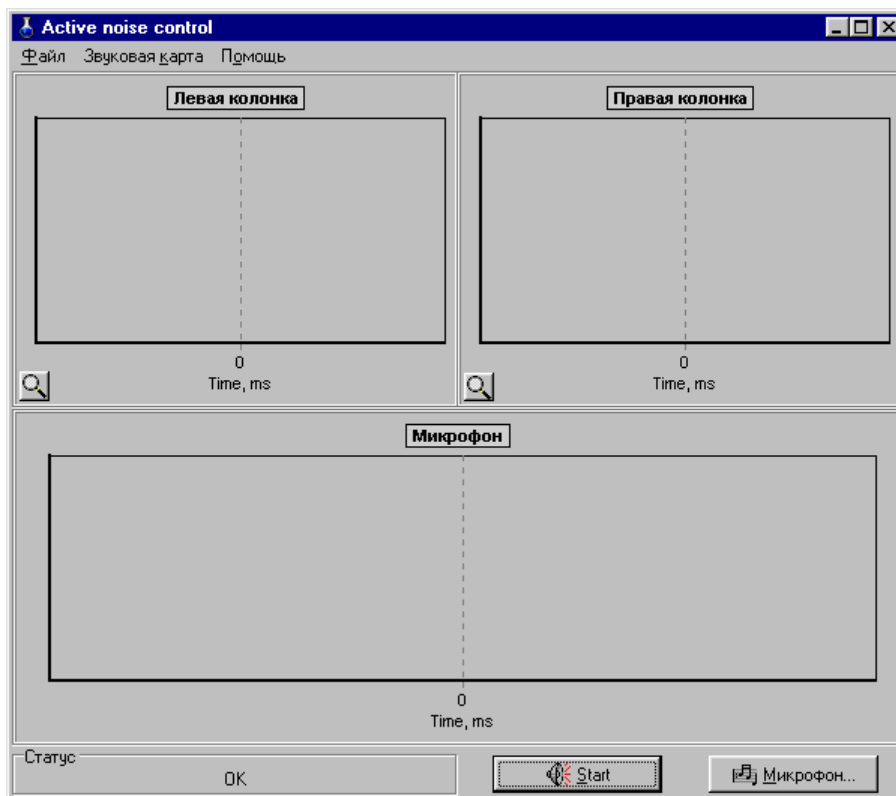 Active noise control
Файл Звуковая карта Помощь
Левая колонка
0
Time, ms
Правая колонка
0
Time, ms
Микрофон
0
Time, ms
Статус
OK
Start
Микрофон...